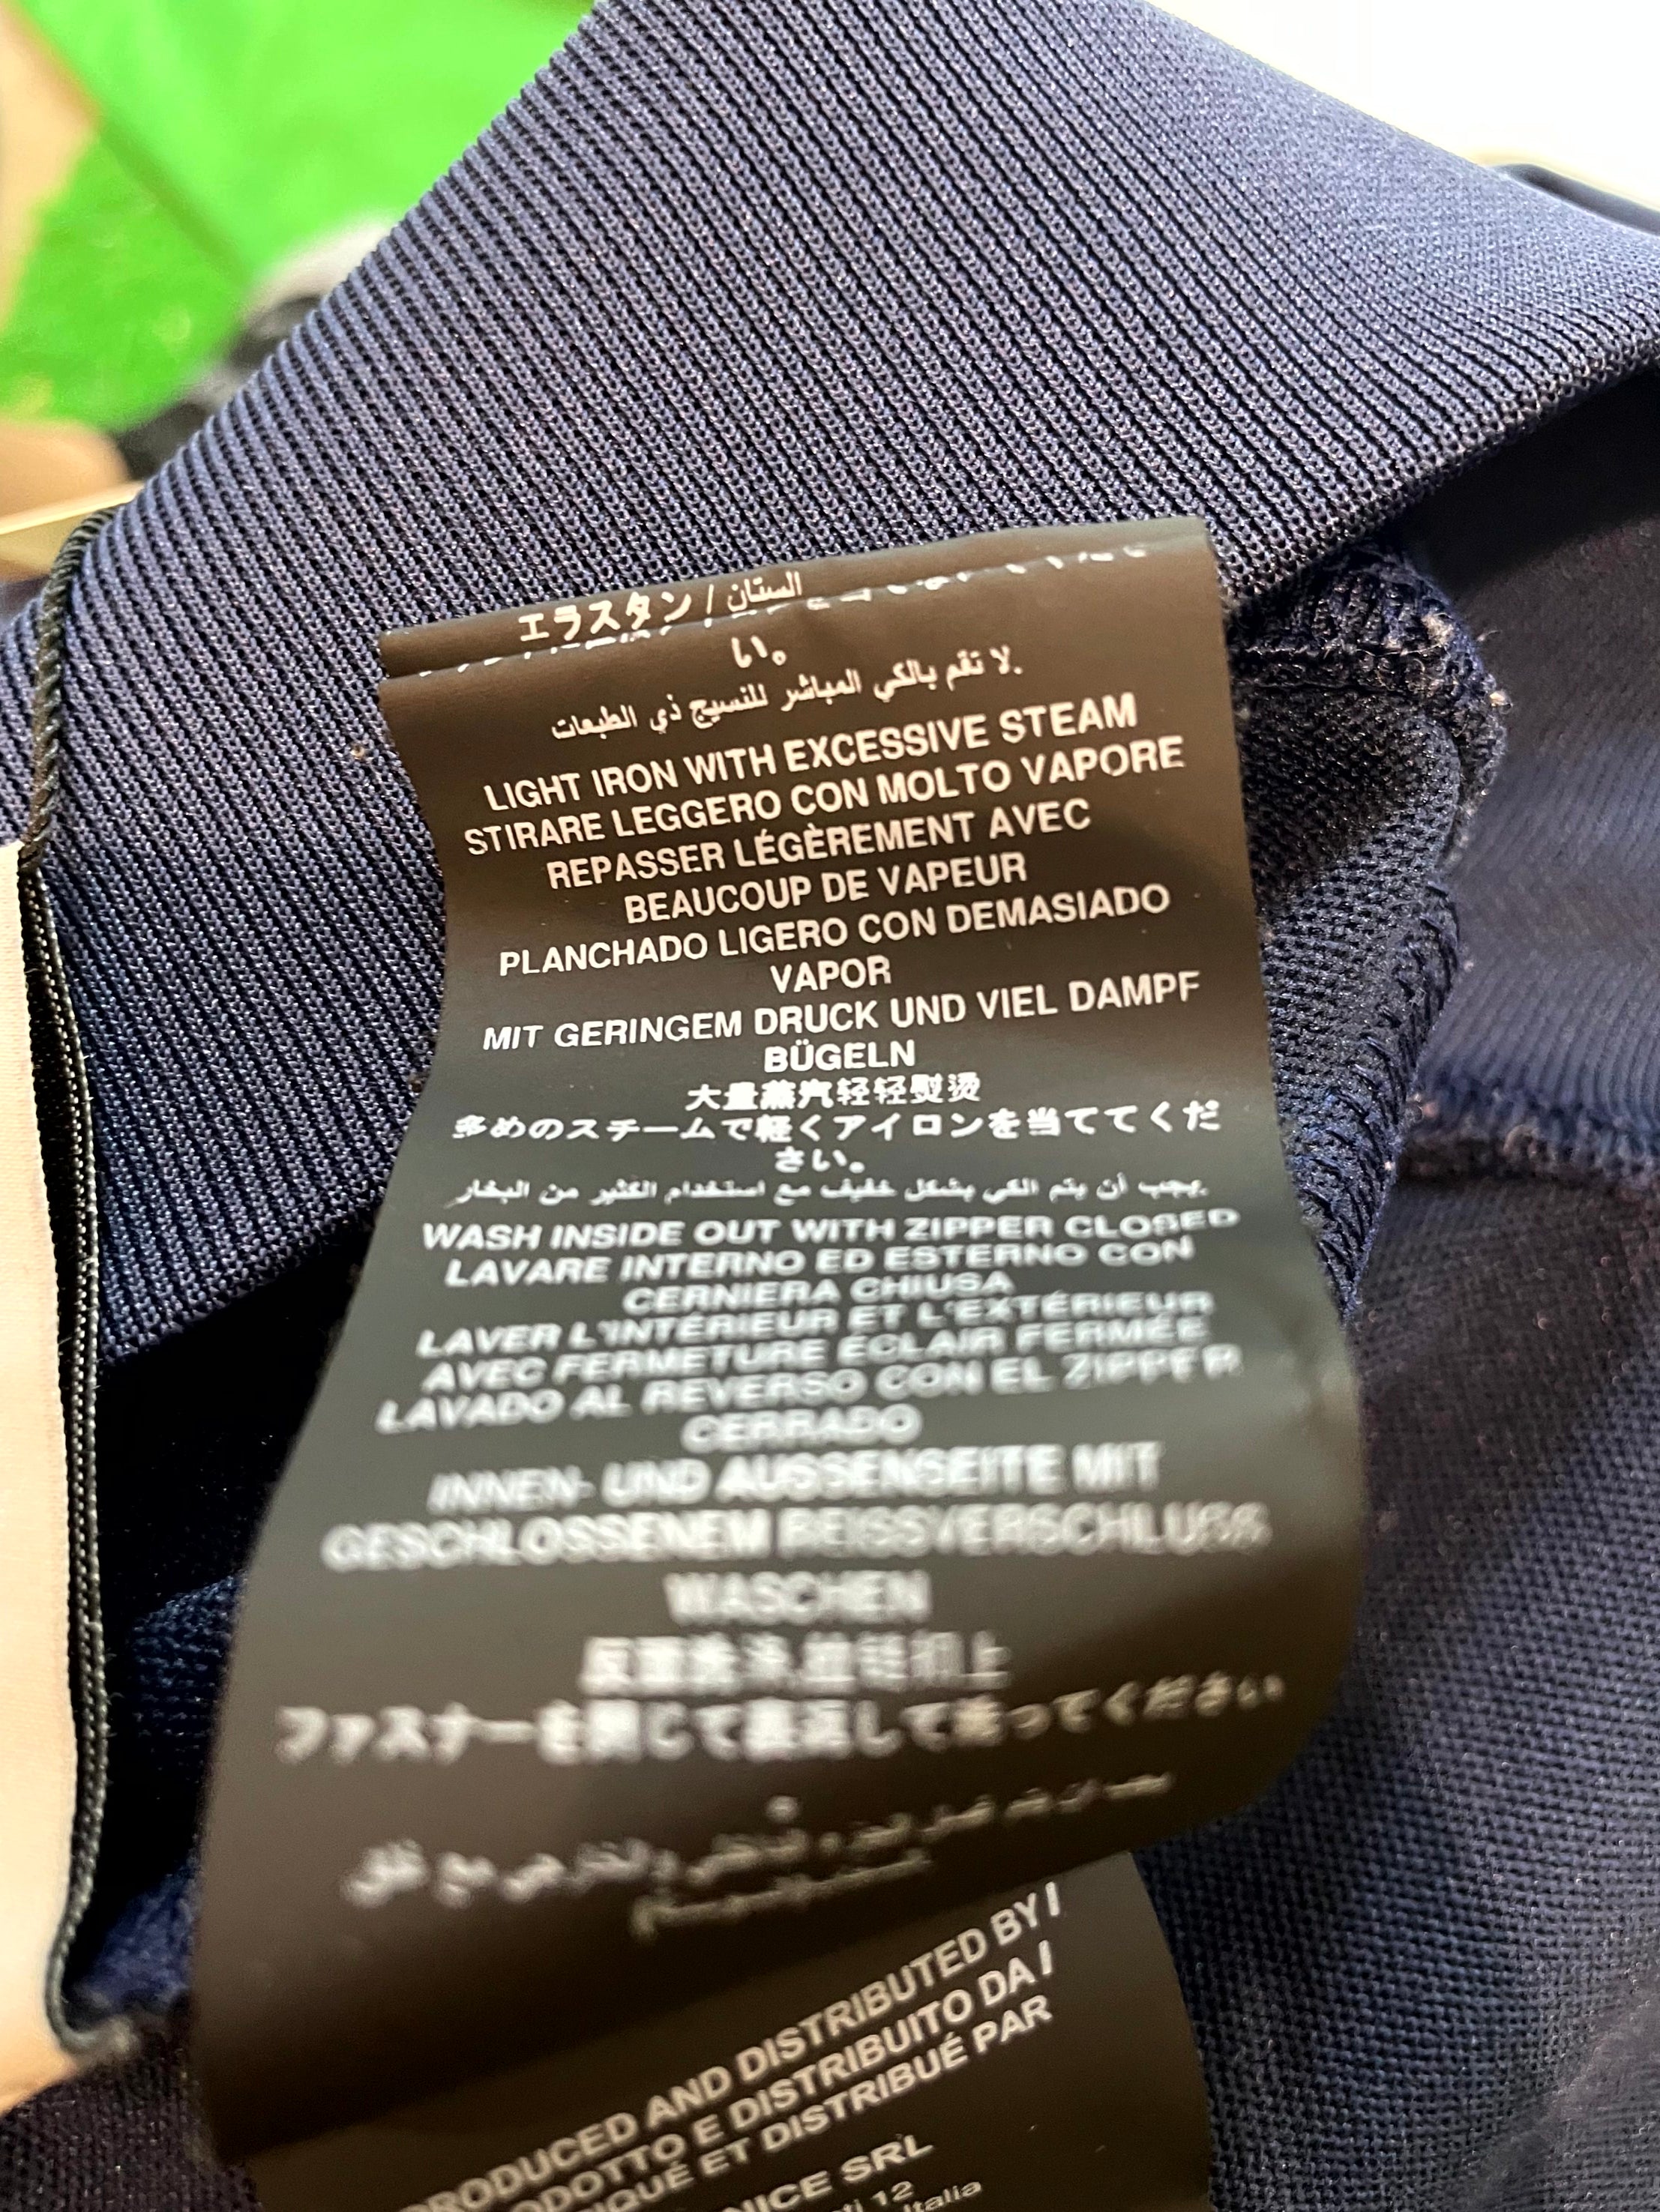 エラスタン / الستان
い。
لا تقم بالكي المباشر للنسيج ذي الطبعات.
LIGHT IRON WITH EXCESSIVE STEAM
STIRARE LEGGERO CON MOLTO VAPORE
REPASSER LÉGÈREMENT AVEC
BEAUCOUP DE VAPEUR
PLANCHADO LIGERO CON DEMASIADO
VAPOR
MIT GERINGEM DRUCK UND VIEL DAMPF
BÜGELN
大量蒸汽轻轻熨烫
多めのスチームで軽くアイロンを当ててくだ
さい。
يجب أن يتم الكي بشكل خفيف مع استخدام الكثير من البخار.
WASH INSIDE OUT WITH ZIPPER CLOSED
LAVARE INTERNO ED ESTERNO CON
CERNIERA CHIUSA
LAVER L'INTÉRIEUR ET L'EXTÉRIEUR
AVEC FERMETURE ÉCLAIR FERMÉE
LAVADO AL REVERSO CON EL ZIPPER
CERRADO
INNEN- UND AUSSENSEITE MIT
GESCHLOSSENEM REISSVERSCHLUSS
WASCHEN
ファスナーを閉じて裏返して洗ってください
。
PRODUCED AND DISTRIBUTED BY /
DISTRIBUITO DA /
ET DISTRIBUÉ PAR
SRL
12
Italia